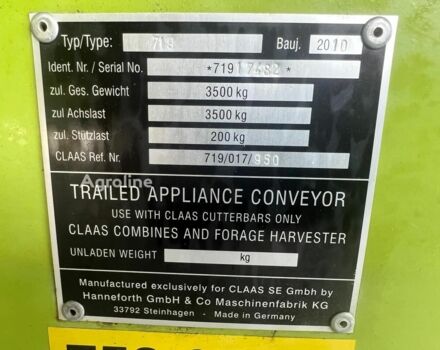 Typ/Type: 719 Bauj. 2010
Ident. Nr / Serial No. *719
zul. Ges. Gewicht 3500 kg
zul Achslast 3500 kg
zul. Stützlast 200 kg
CLAAS Ref. Nr. 719/017/950
Agroline
TRAILED APPLIANCE CONVEYOR
USE WITH CLAAS CUTTERBARS ONLY
CLAAS COMBINES AND FORAGE HARVESTER
UNLADEN WEIGHT kg
Manufactured exclusively for CLAAS SE Gmbh by
Hanneforth GmbH & Co Maschinenfabrik KG
33792 Steinhagen - Made in Germany